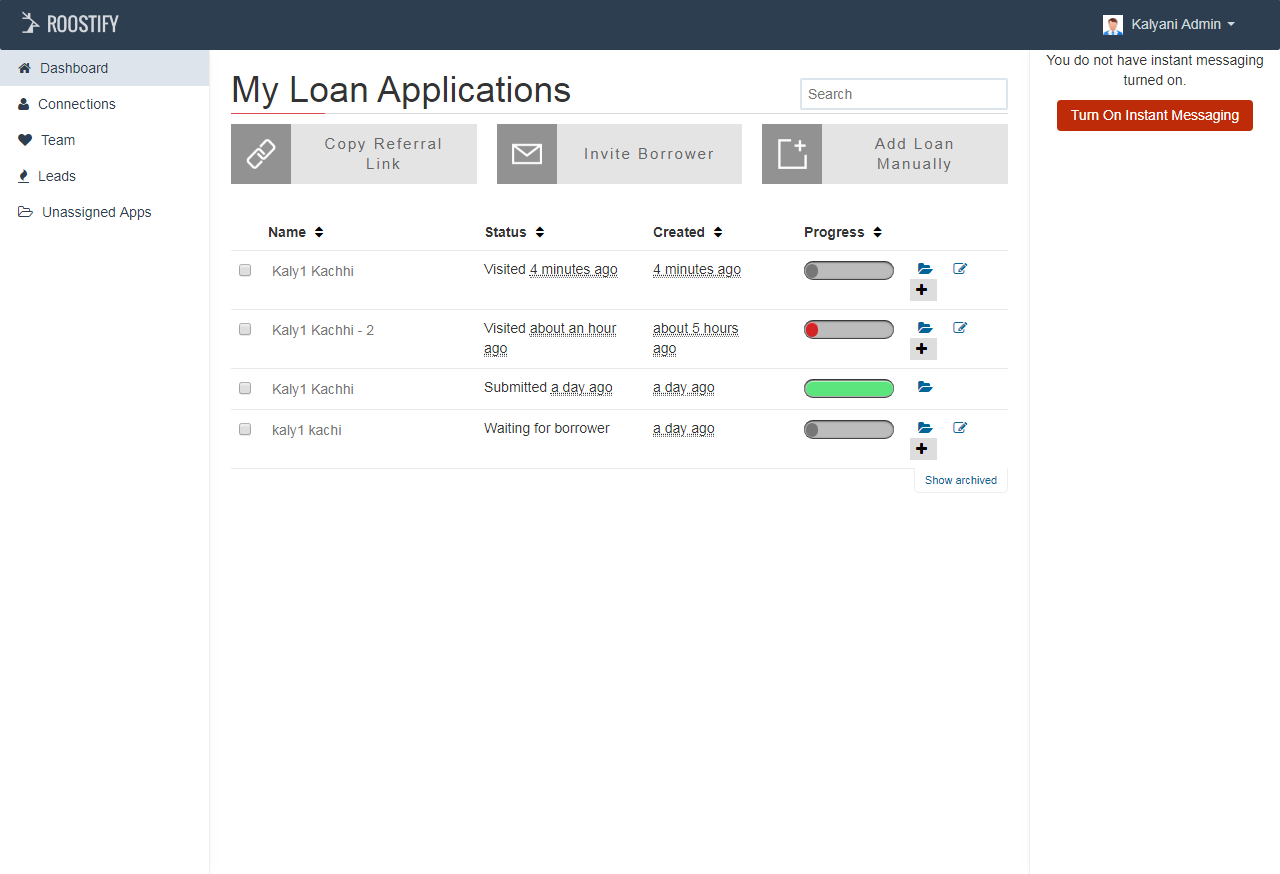 ROOSTIFY
Kalyani Admin
Dashboard
Connections
Team
Leads
Unassigned Apps
My Loan Applications
Search
Copy Referral
Link
Invite Borrower
Add Loan
Manually
Name Status Created Progress
Kaly1 Kachhi Visited 4 minutes ago 4 minutes ago
Kaly1 Kachhi - 2 Visited about an hour about 5 hours
ago ago
Kaly1 Kachhi Submitted a day ago a day ago
kaly1 kachi Waiting for borrower a day ago
Show archived
You do not have instant messaging
turned on.
Turn On Instant Messaging